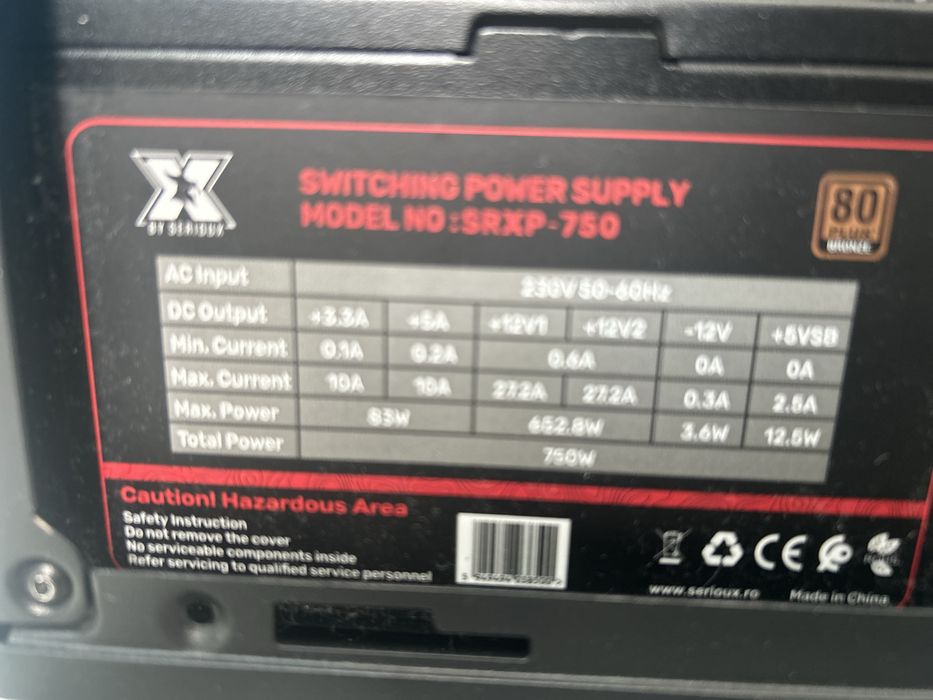 X
BY SERIOUX
SWITCHING POWER SUPPLY
MODEL NO:SRXP-750
80
PLUS
BRONZE
AC Input 230V/50-60Hz
DC Output +3.3A +5A +12V1 +12V2 -12V +5VSB
Min. Current 0.1A 0.2A 0.6A 0A 0A
Max. Current 10A 10A 27.2A 27.2A 0.3A 2.5A
Max. Power 83W 652.8W 3.6W 12.5W
Total Power 750W
Caution! Hazardous Area
Safety Instruction
Do not remove the cover
No serviceable components inside
Refer servicing to qualified service personnel
CE
www.serioux.ro Made in China